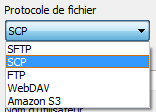 Protocole de fichier
SCP
SFTP
SCP
FTP
WebDAV
Amazon S3